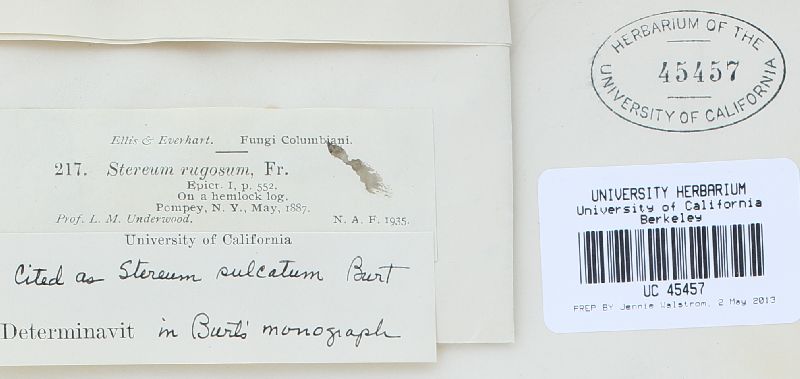 HERBARIUM OF THE
45457
UNIVERSITY OF CALIFORNIA
Ellis & Everhart. Fungi Columbiani.
217. Stereum rugosum, Fr.
Epicr. I, p. 552.
On a hemlock log.
Pompey, N. Y., May, 1887.
Prof. L. M. Underwood. N. A. F. 1935.
University of California
Cited as Stereum sulcatum Burt
Determinavit in Burt's monograph
UNIVERSITY HERBARIUM
University of California
Berkeley
UC 45457
PREP BY Jennie Walstrom, 2 May 2013